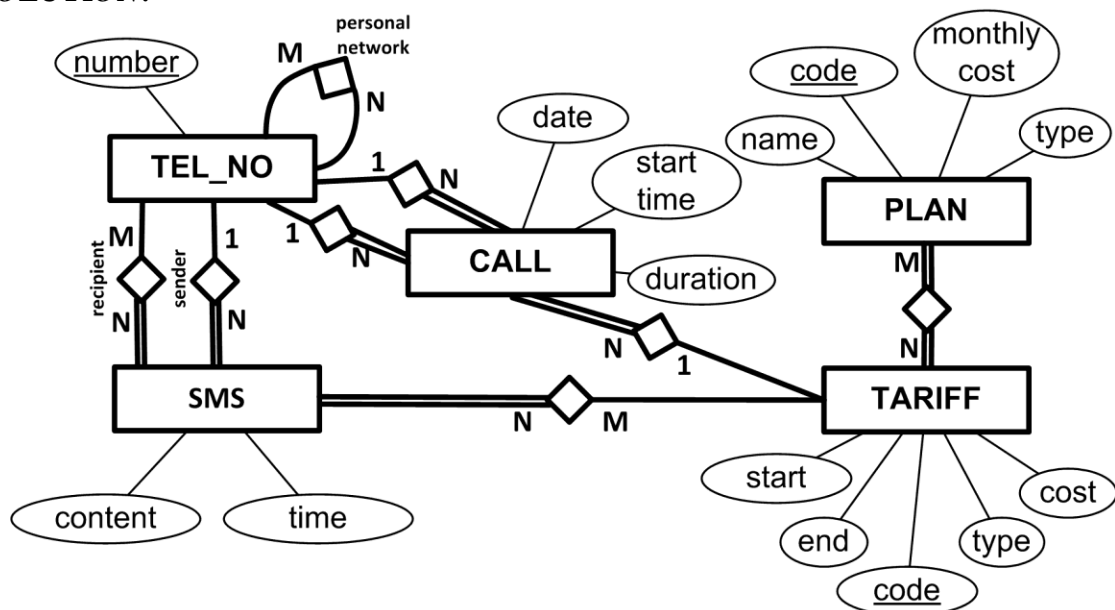 personal
network
M
number
N
monthly
cost
code
date
name
type
TEL_NO
1
N
start
time
PLAN
1
N
CALL
M
1
M
recipient
sender
duration
N
N
N
1
N
SMS
TARIFF
N
M
start
cost
content
time
end
type
code